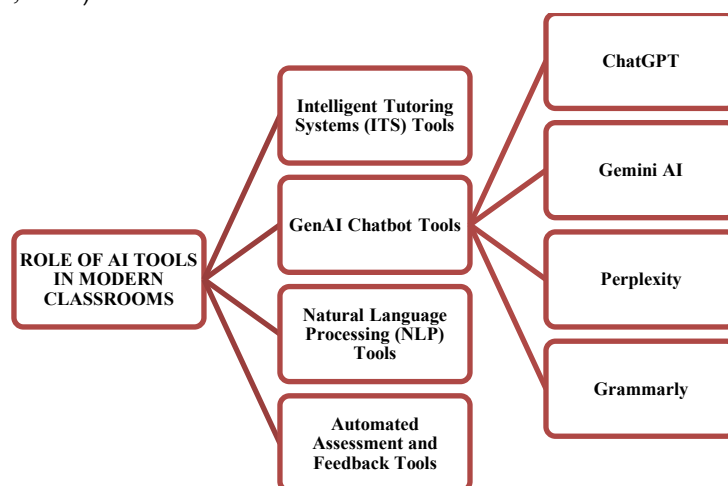 ROLE OF AI TOOLS
IN MODERN
CLASSROOMS
Intelligent Tutoring
Systems (ITS) Tools
GenAI Chatbot Tools
Natural Language
Processing (NLP)
Tools
Automated
Assessment and
Feedback Tools
ChatGPT
Gemini AI
Perplexity
Grammarly